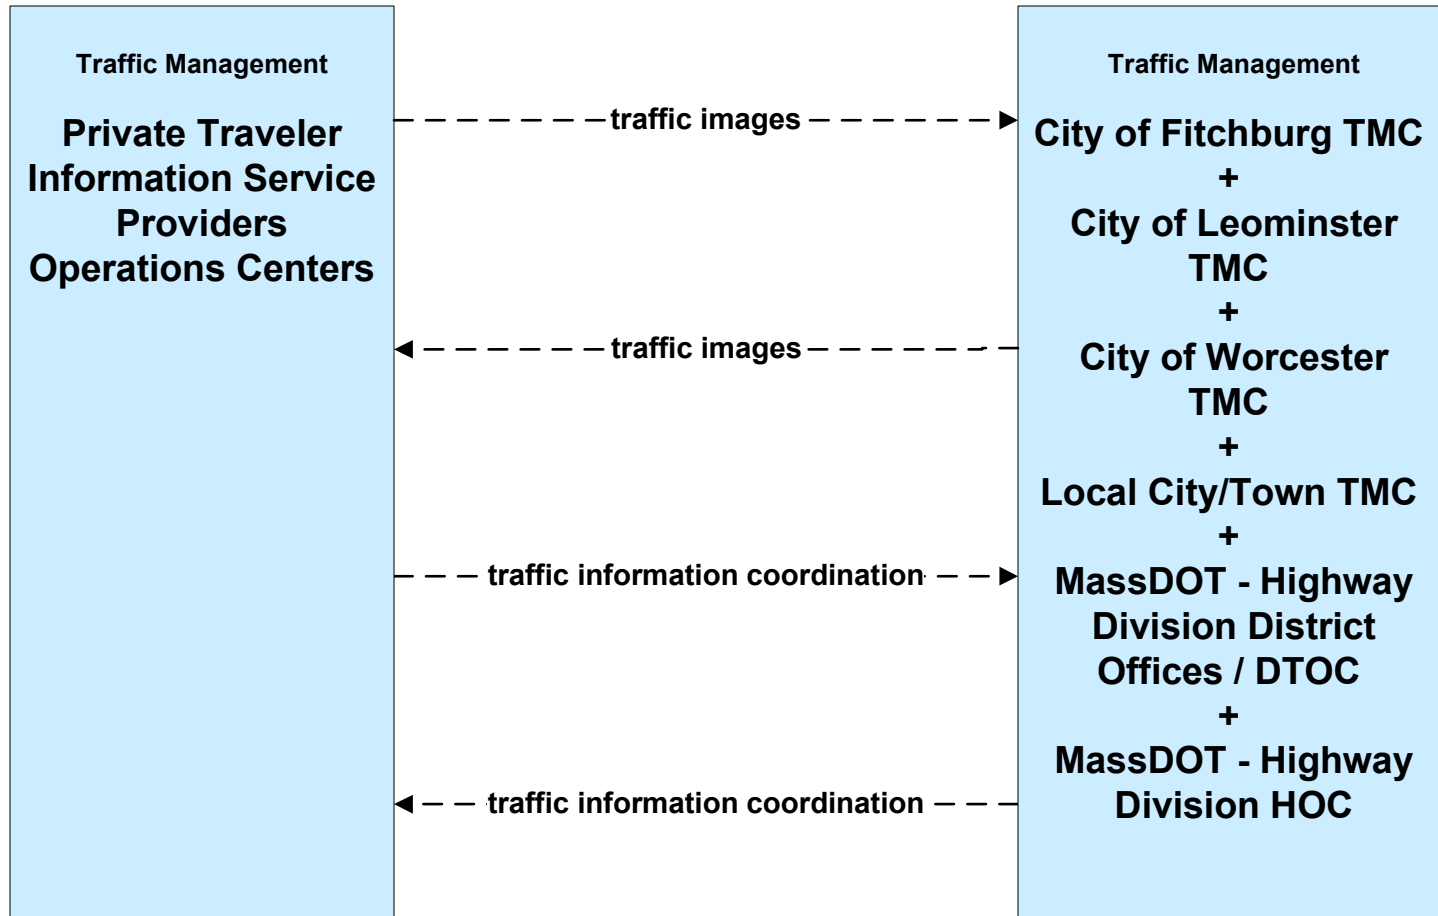 Traffic Management
Private Traveler
Information Service
Providers
Operations Centers
traffic images
traffic images
traffic information coordination
traffic information coordination
Traffic Management
City of Fitchburg TMC
+
City of Leominster
TMC
+
City of Worcester
TMC
+
Local City/Town TMC
+
MassDOT - Highway
Division District
Offices / DTOC
+
MassDOT - Highway
Division HOC